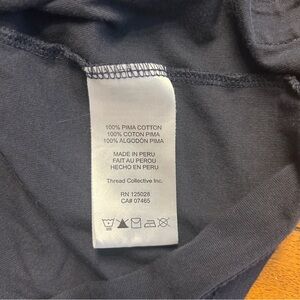 100% PIMA COTTON
100% COTON PIMA
100% ALGODÓN PIMA
MADE IN PERU
FAIT AU PEROU
HECHO EN PERU
Thread Collective Inc.
RN 125028
CA# 07465